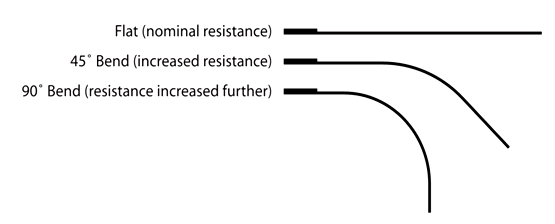 Flat (nominal resistance)
45˚ Bend (increased resistance)
90˚ Bend (resistance increased further)